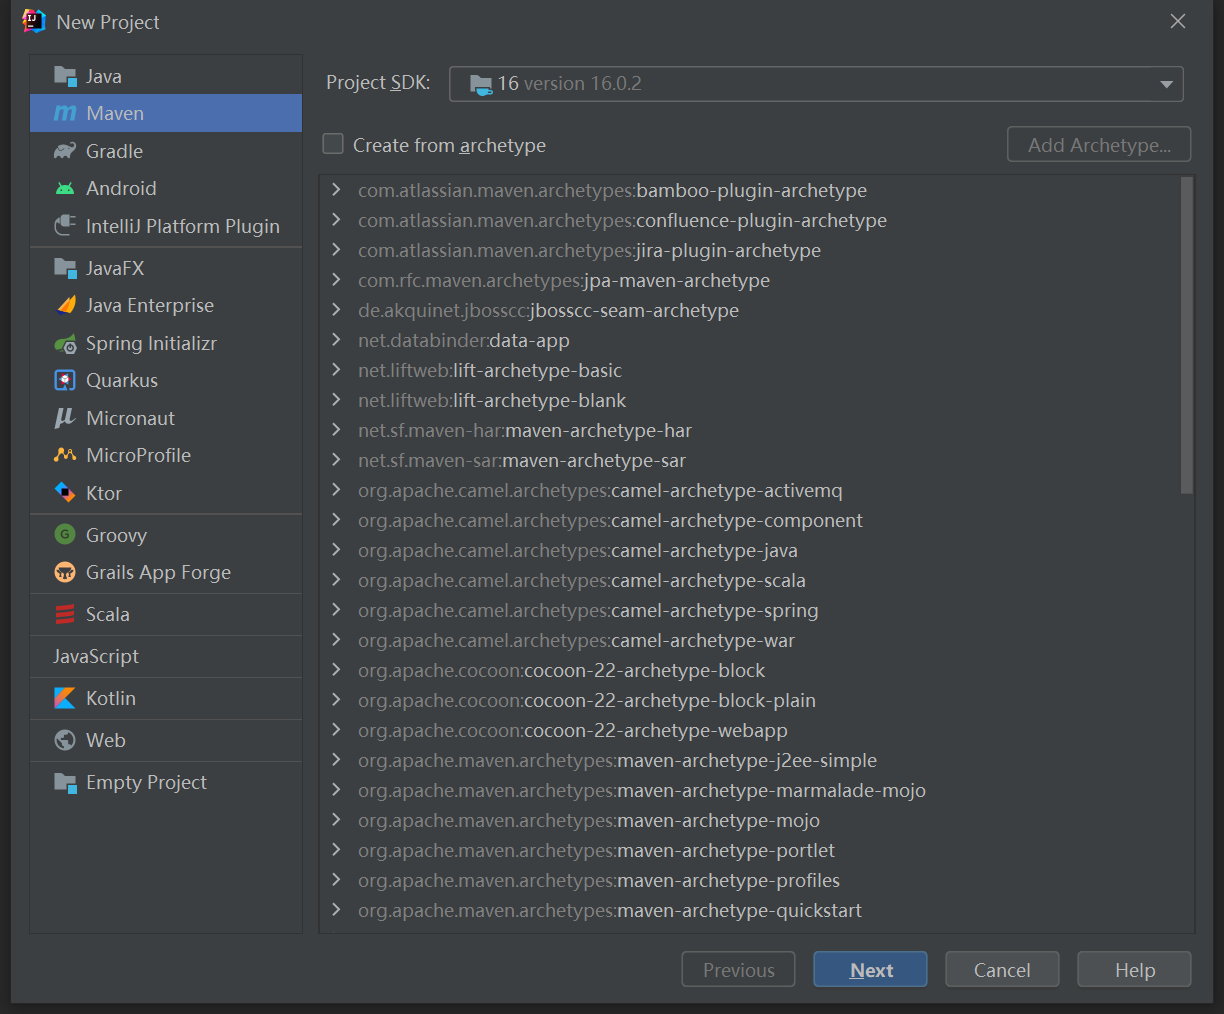 New Project
Java
Maven
Gradle
Android
IntelliJ Platform Plugin
JavaFX
Java Enterprise
Spring Initializr
Quarkus
Micronaut
MicroProfile
Ktor
Groovy
Grails App Forge
Scala
JavaScript
Kotlin
Web
Empty Project
Project SDK: 16 version 16.0.2
Create from archetype
Add Archetype...
com.atlassian.maven.archetypes:bamboo-plugin-archetype
com.atlassian.maven.archetypes:confluence-plugin-archetype
com.atlassian.maven.archetypes:jira-plugin-archetype
com.rfc.maven.archetypes:jpa-maven-archetype
de.akquinet.jbosscc:jbosscc-seam-archetype
net.databinder:data-app
net.liftweb:lift-archetype-basic
net.liftweb:lift-archetype-blank
net.sf.maven-har:maven-archetype-har
net.sf.maven-sar:maven-archetype-sar
org.apache.camel.archetypes:camel-archetype-activemq
org.apache.camel.archetypes:camel-archetype-component
org.apache.camel.archetypes:camel-archetype-java
org.apache.camel.archetypes:camel-archetype-scala
org.apache.camel.archetypes:camel-archetype-spring
org.apache.camel.archetypes:camel-archetype-war
org.apache.cocoon:cocoon-22-archetype-block
org.apache.cocoon:cocoon-22-archetype-block-plain
org.apache.cocoon:cocoon-22-archetype-webapp
org.apache.maven.archetypes:maven-archetype-j2ee-simple
org.apache.maven.archetypes:maven-archetype-marmalade-mojo
org.apache.maven.archetypes:maven-archetype-mojo
org.apache.maven.archetypes:maven-archetype-portlet
org.apache.maven.archetypes:maven-archetype-profiles
org.apache.maven.archetypes:maven-archetype-quickstart
Previous
Next
Cancel
Help